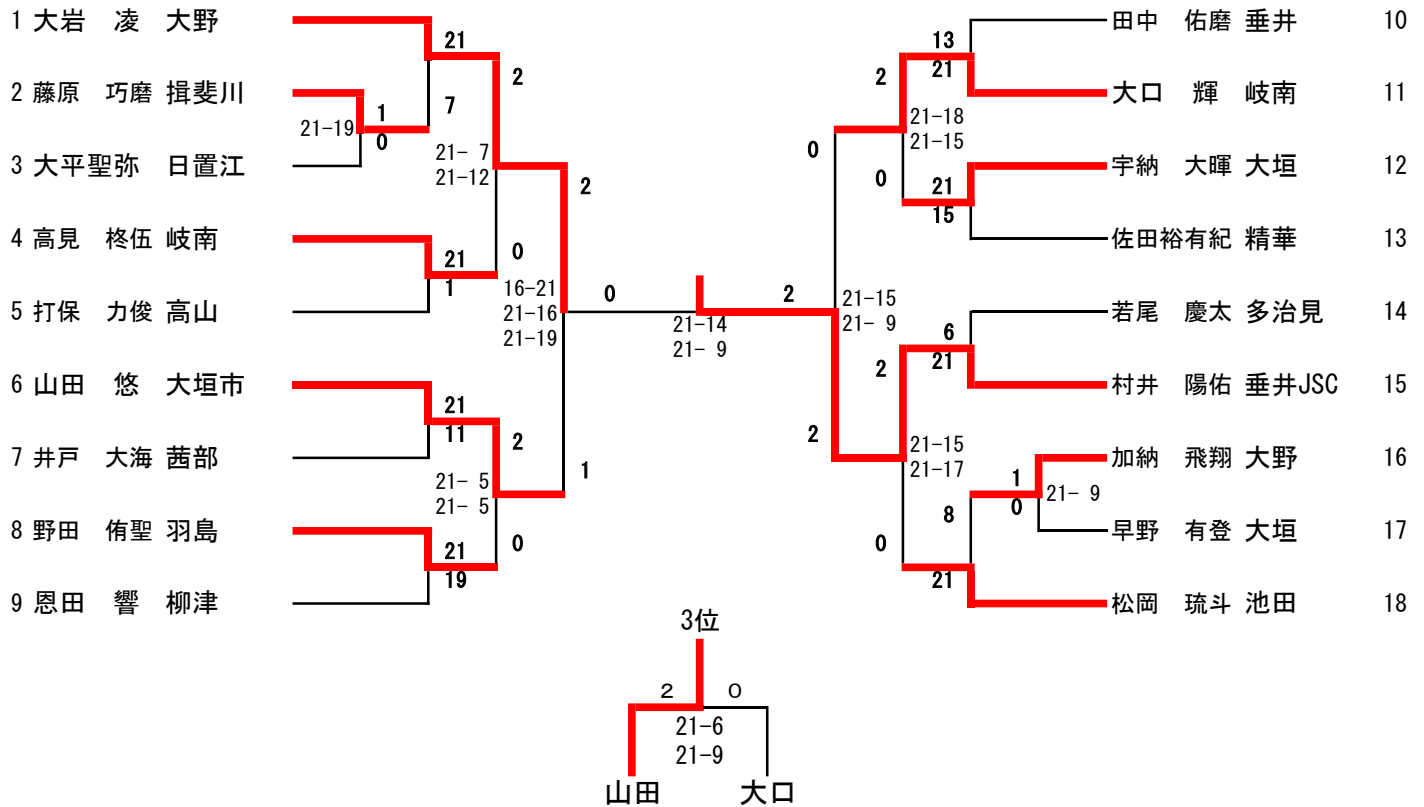 1 大岩　凌 大野
21
2
2 藤原　巧磨 揖斐川
1
21-19
0
7
3 大平聖弥 日置江
21- 7
21-12
2
4 高見　柊伍 岐南
21
1
0
5 打保　力俊 高山
16-21
21-16
21-19
0
6 山田　悠 大垣市
21
11
2
7 井戸　大海 茜部
21- 5
21- 5
1
8 野田　侑聖 羽島
21
19
0
9 恩田　響 柳津
2
21-14
21- 9
田中　佑磨 垂井 10
13
21
2
大口　輝 岐南 11
21-18
21-15
0
宇納　大暉 大垣 12
21
15
0
佐田裕有紀 精華 13
21-15
21- 9
若尾　慶太 多治見 14
6
21
2
村井　陽佑 垂井JSC 15
2
21-15
21-17
加納　飛翔 大野 16
1
21- 9
0
8
早野　有登 大垣 17
0
21
松岡　琉斗 池田 18
3位
2 0
21-6
21-9
山田 大口